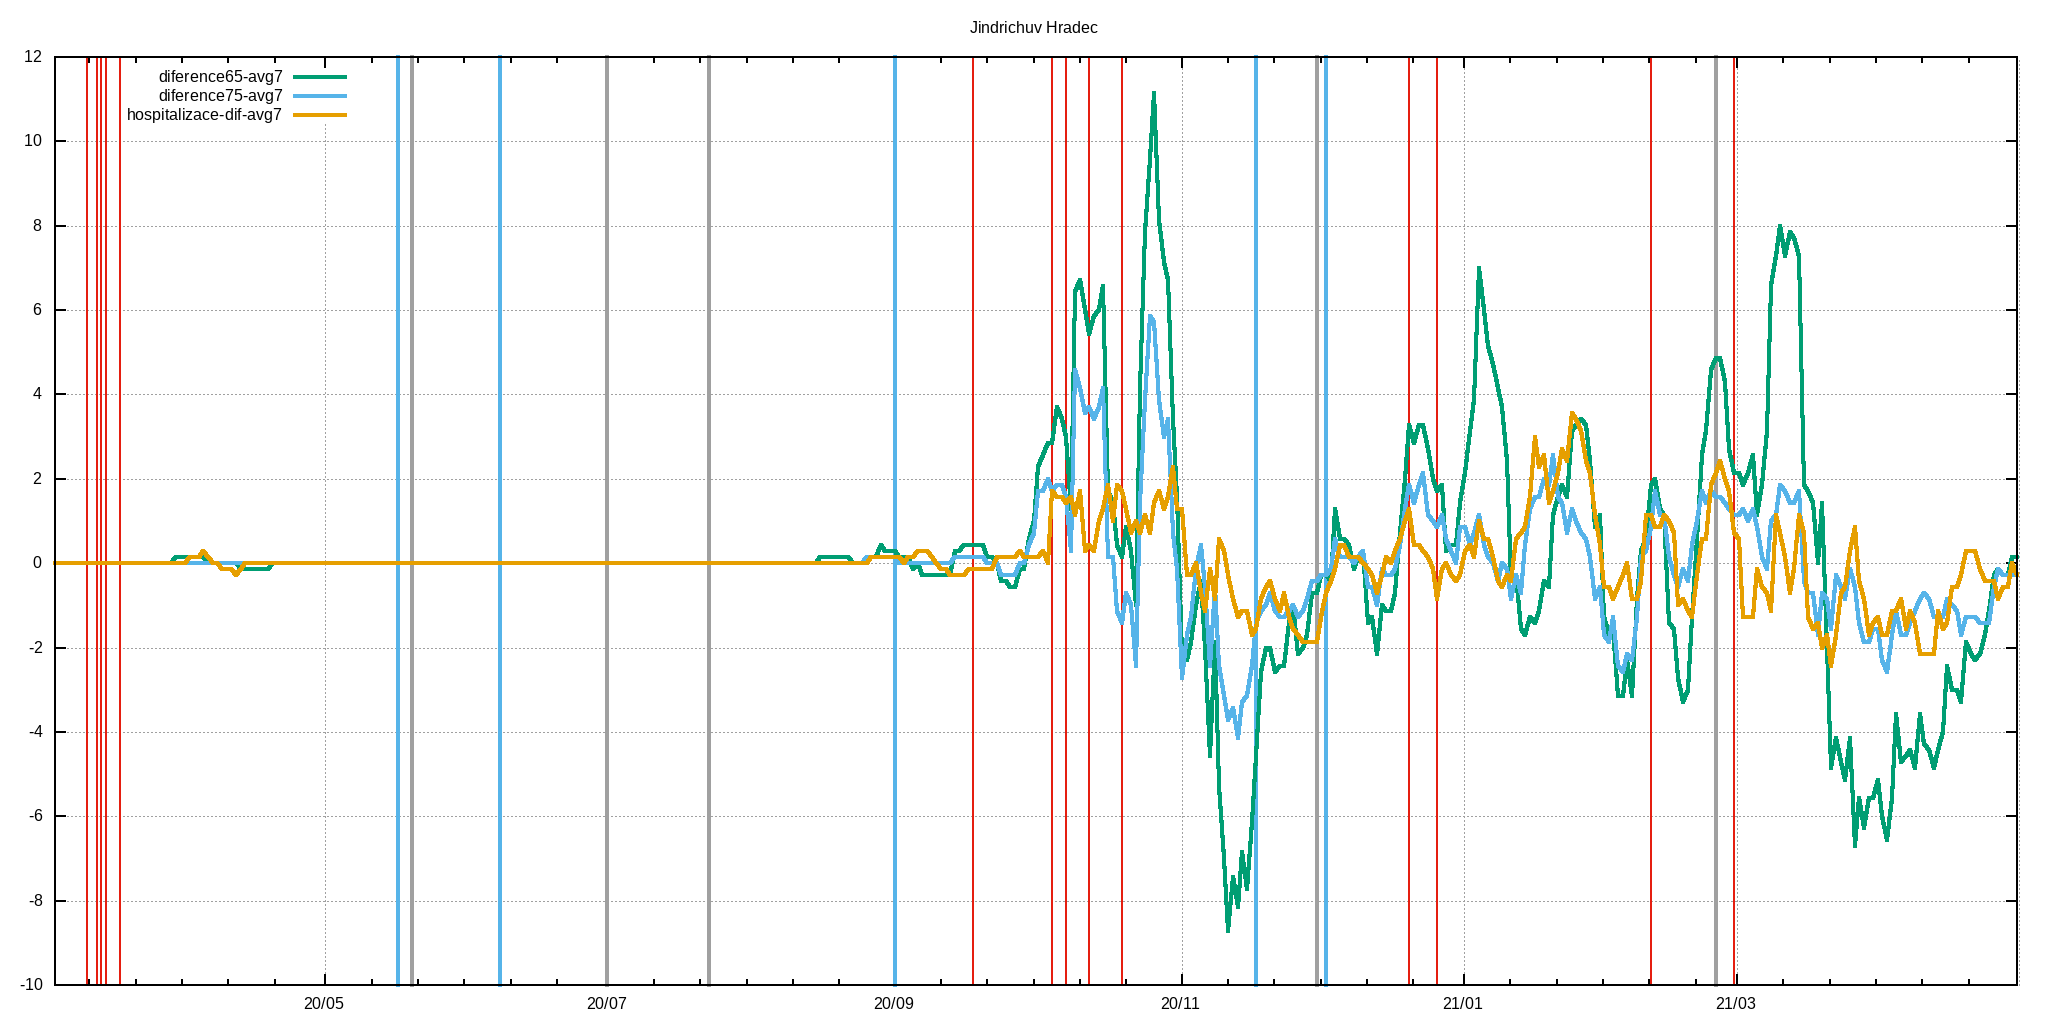 Jindrichuv Hradec
diference65-avg7
diference75-avg7
hospitalizace-dif-avg7
12
10
8
6
4
2
0
-2
-4
-6
-8
-10
20/05 20/07 20/09 20/11 21/01 21/03